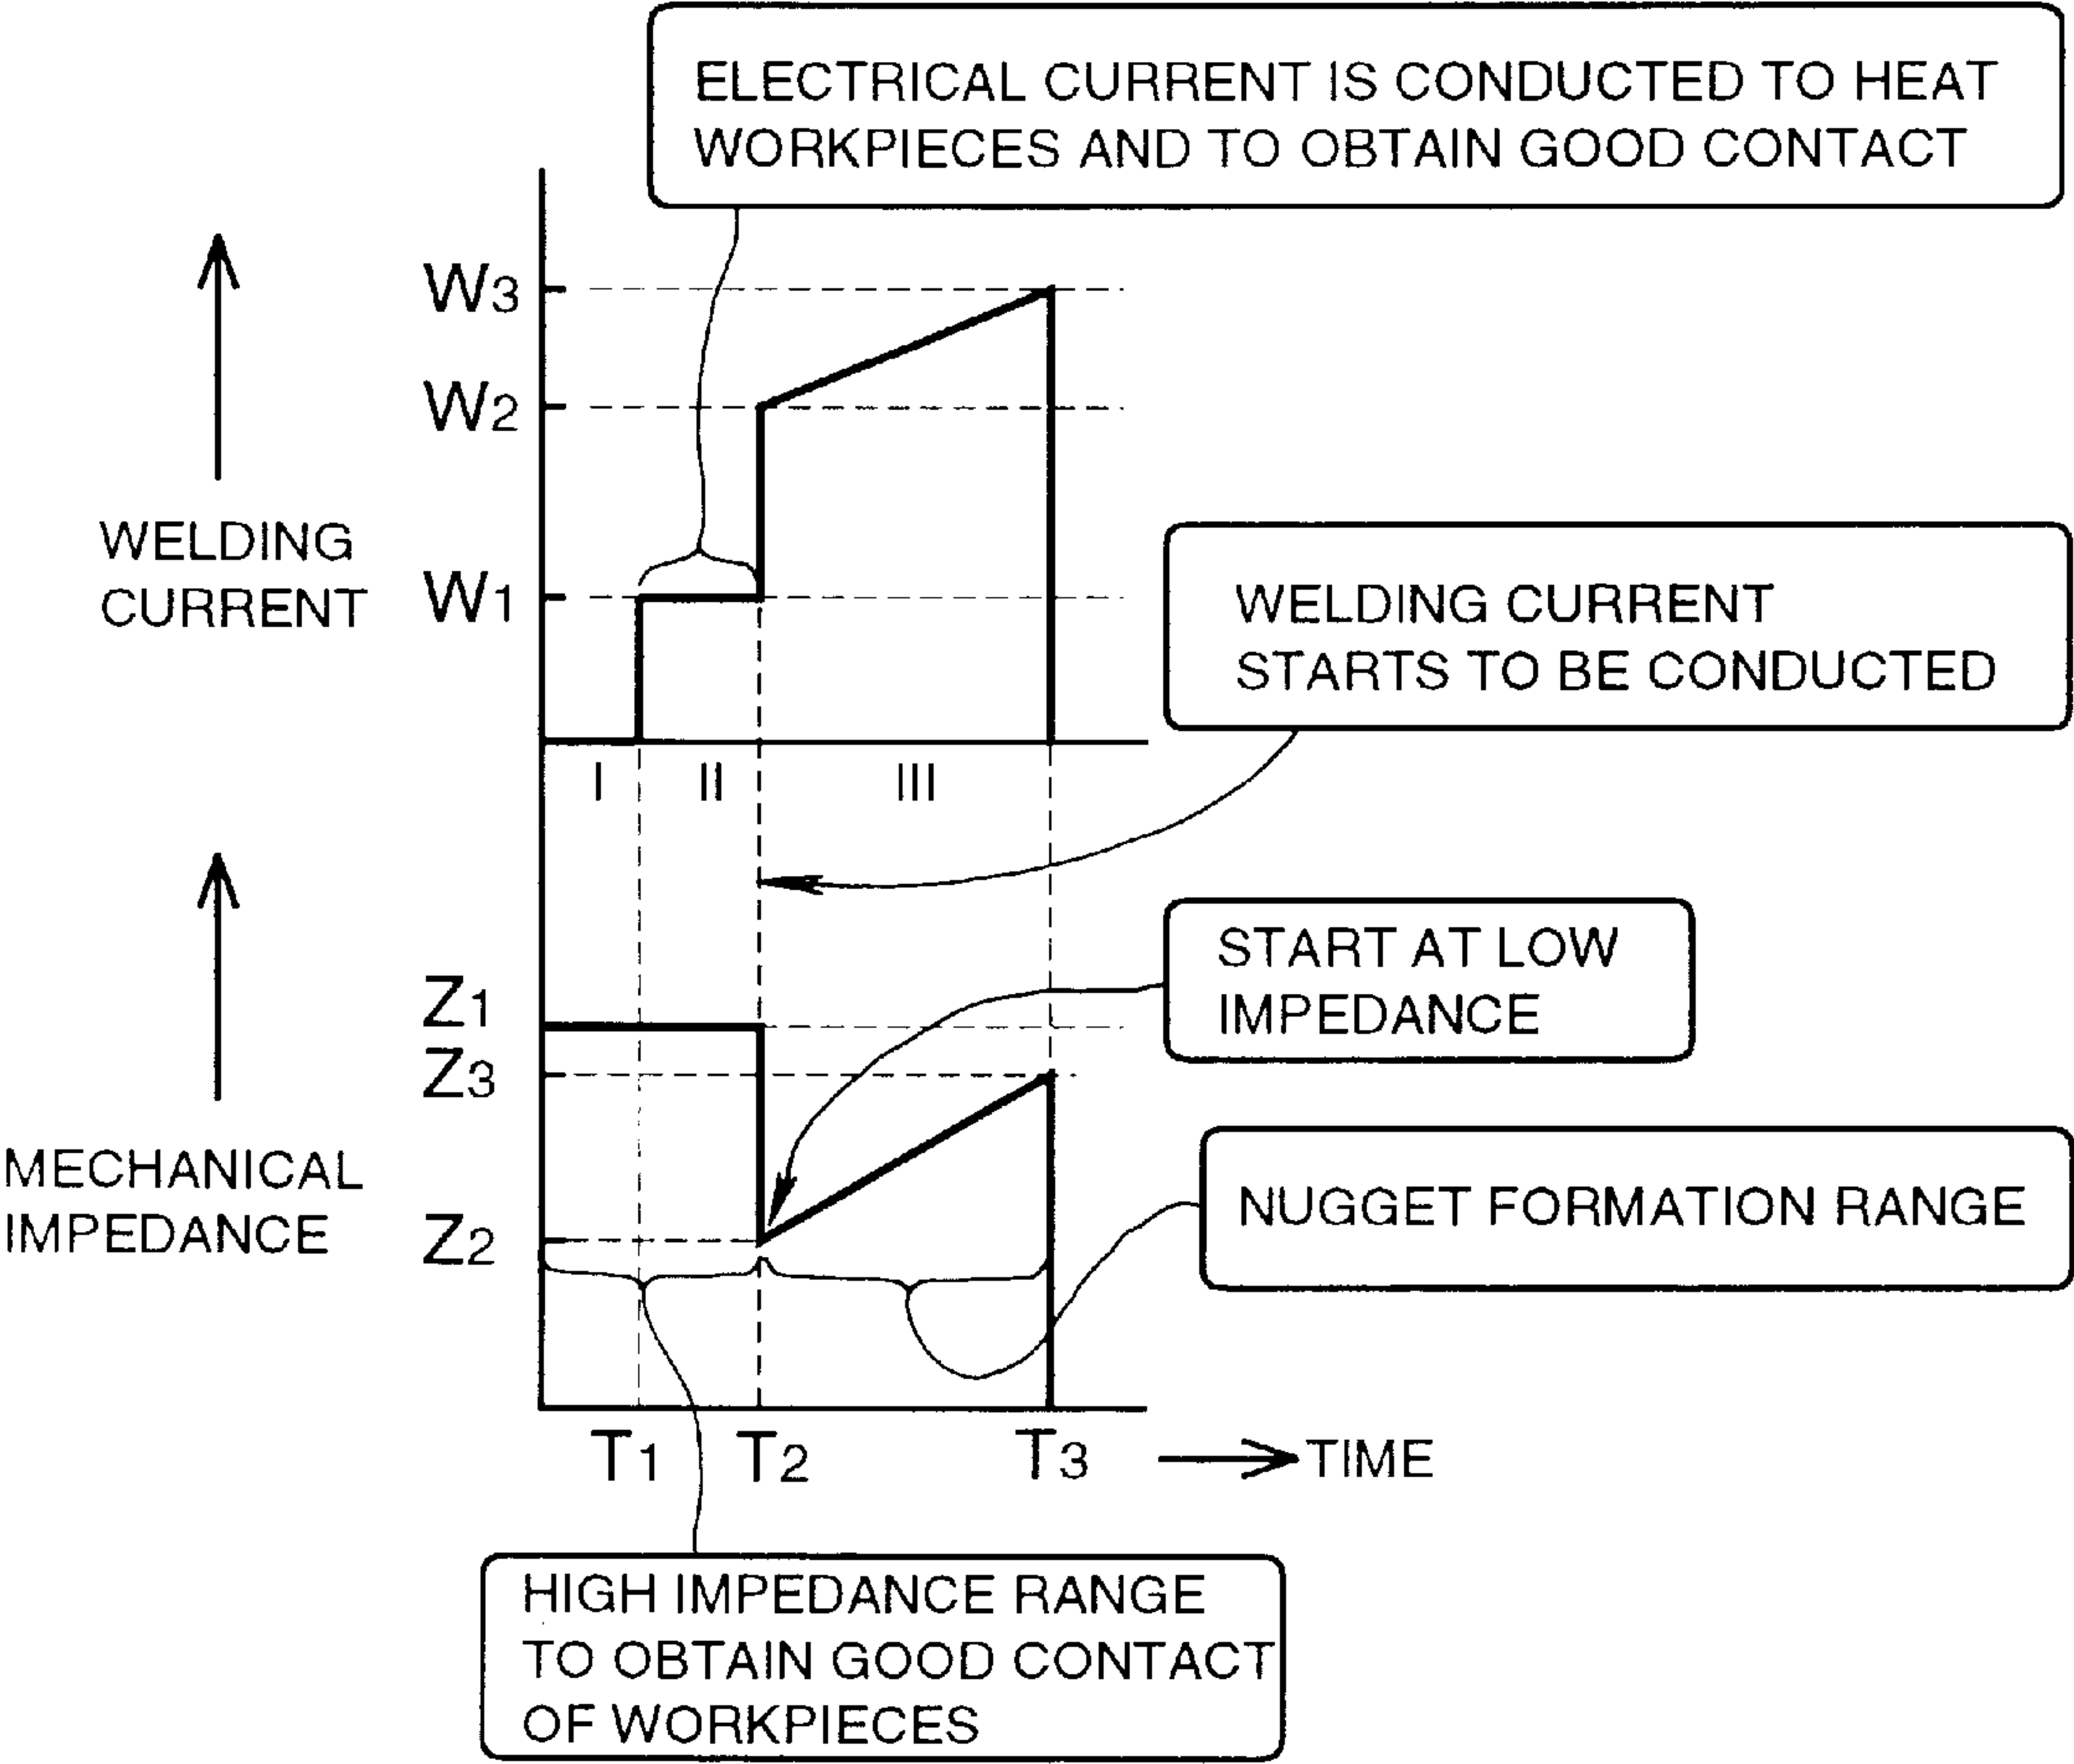 ELECTRICAL CURRENT IS CONDUCTED TO HEAT
WORKPIECES AND TO OBTAIN GOOD CONTACT
W3
W2
WELDING
CURRENT
W1
WELDING CURRENT
STARTS TO BE CONDUCTED
I II III
START AT LOW
IMPEDANCE
Z1
Z3
MECHANICAL
IMPEDANCE
Z2
NUGGET FORMATION RANGE
T1 T2 T3 TIME
HIGH IMPEDANCE RANGE
TO OBTAIN GOOD CONTACT
OF WORKPIECES